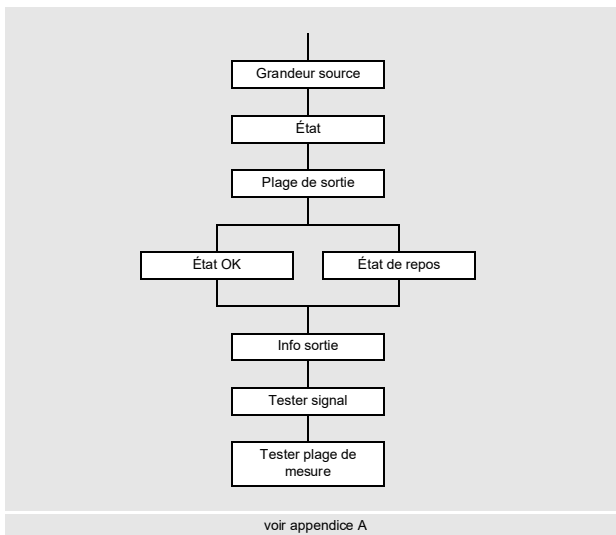 Grandeur source
État
Plage de sortie
État OK
État de repos
Info sortie
Tester signal
Tester plage de
mesure
voir appendice A